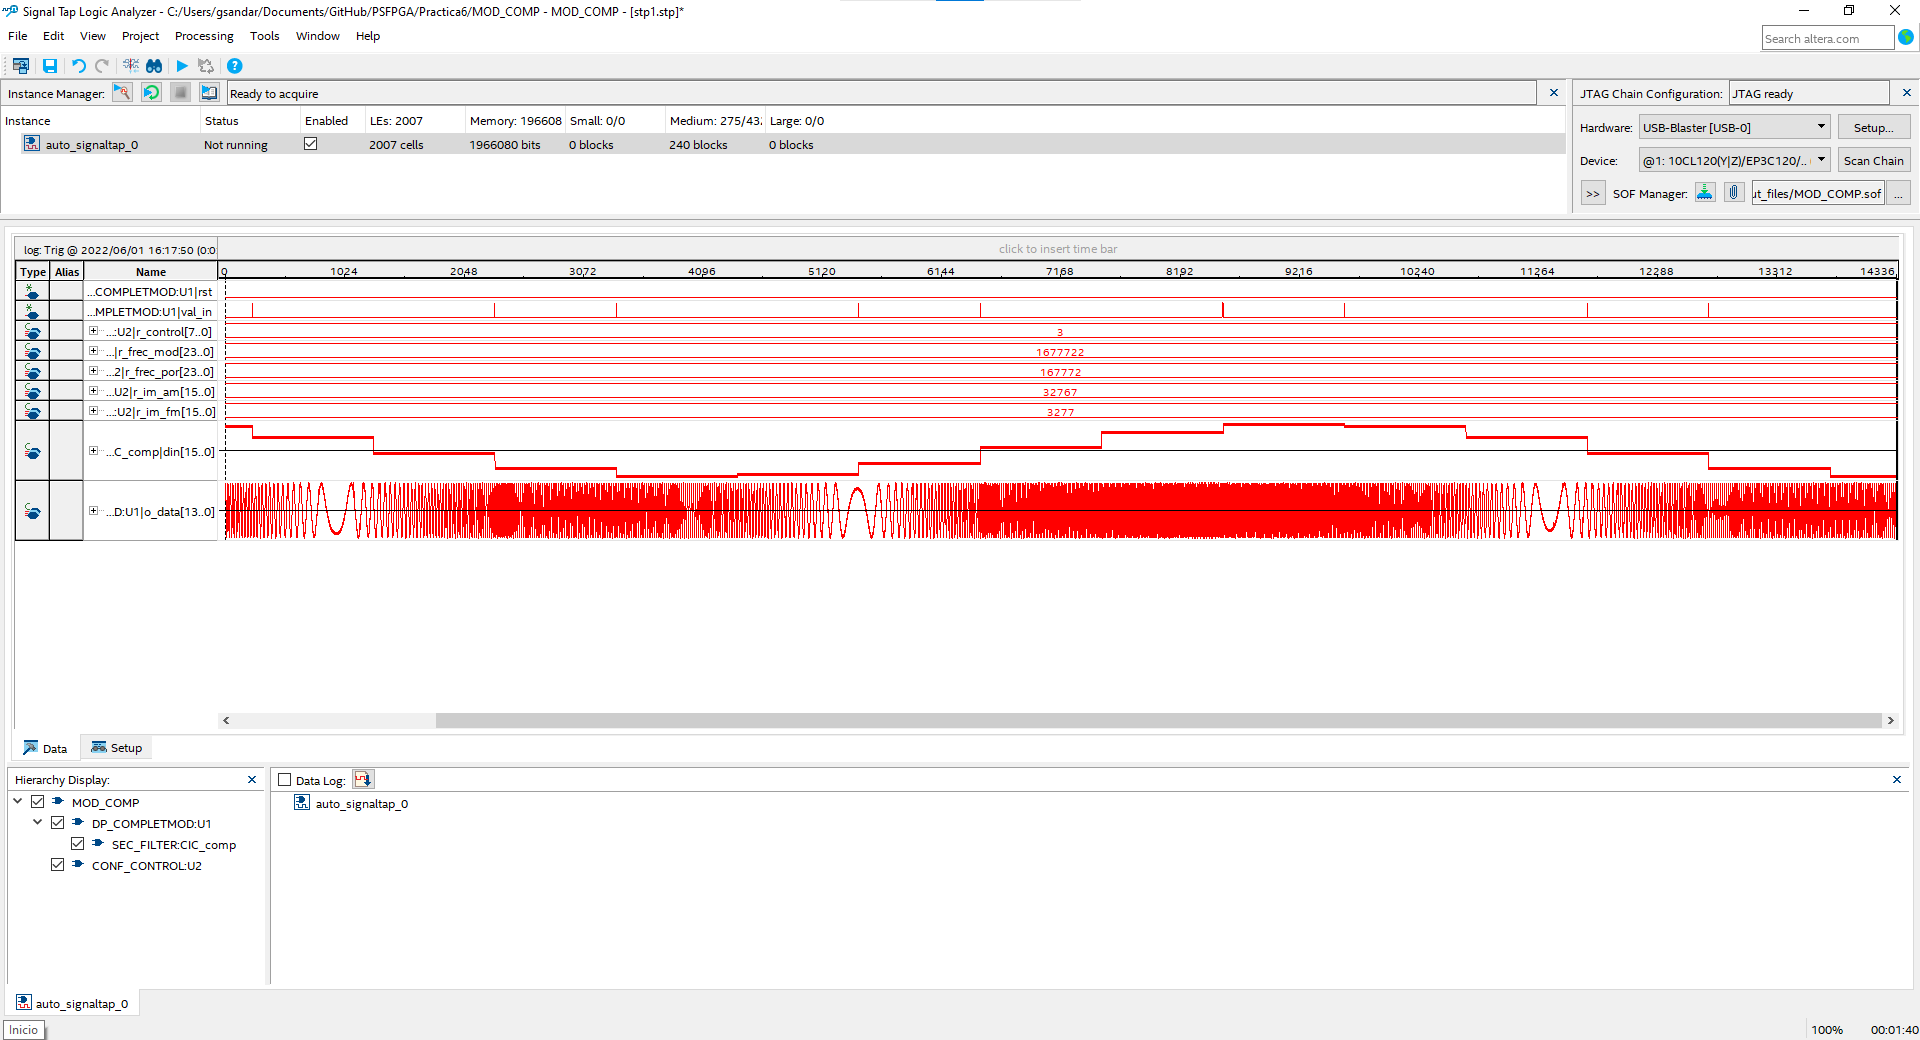 Signal Tap Logic Analyzer - C:/Users/gsandar/Documents/GitHub/PSFPGA/Practica6/MOD_COMP - MOD_COMP - [stp1.stp]*
File Edit View Project Processing Tools Window Help
Search altera.com
Instance Manager: Ready to acquire
JTAG Chain Configuration: JTAG ready
Instance Status Enabled LEs: 2007 Memory: 196608 Small: 0/0 Medium: 275/43 Large: 0/0
auto_signaltap_0 Not running 2007 cells 1966080 bits 0 blocks 240 blocks 0 blocks
Hardware: USB-Blaster [USB-0] Setup...
Device: @1: 10CL120(Y|Z)/EP3C120/.. Scan Chain
>> SOF Manager: ut_files/MOD_COMP.sof ...
log: Trig @ 2022/06/01 16:17:50 (0:0
click to insert time bar
Type Alias Name 0 1024 2048 3072 4096 5120 6144 7168 8192 9216 10240 11264 12288 13312 14336
...COMPLETMOD:U1|rst
...MPLETMOD:U1|val_in
...:U2|r_control[7..0] 3
...|r_frec_mod[23..0] 1677722
...2|r_frec_por[23..0] 167772
...U2|r_im_am[15..0] 32767
...:U2|r_im_fm[15..0] 3277
...C_comp|din[15..0]
...D:U1|o_data[13..0]
Data Setup
Hierarchy Display:
MOD_COMP
DP_COMPLETMOD:U1
SEC_FILTER:CIC_comp
CONF_CONTROL:U2
Data Log:
auto_signaltap_0
auto_signaltap_0
Inicio
100% 00:01:40